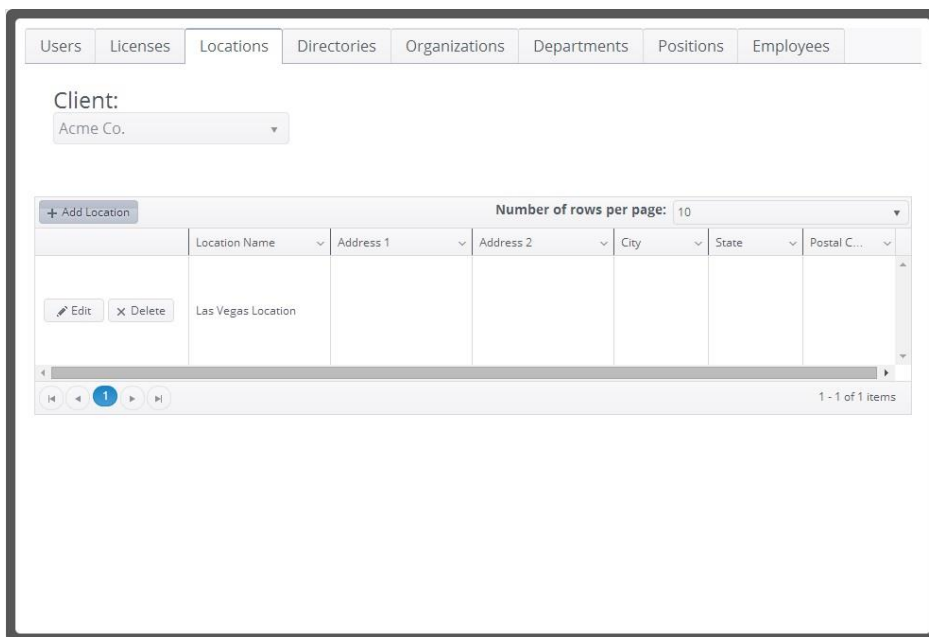 Users Licenses Locations Directories Organizations Departments Positions Employees
Client:
Acme Co.
+ Add Location Number of rows per page: 10
Location Name Address 1 Address 2 City State Postal C...
Edit × Delete Las Vegas Location
1 1 - 1 of 1 items